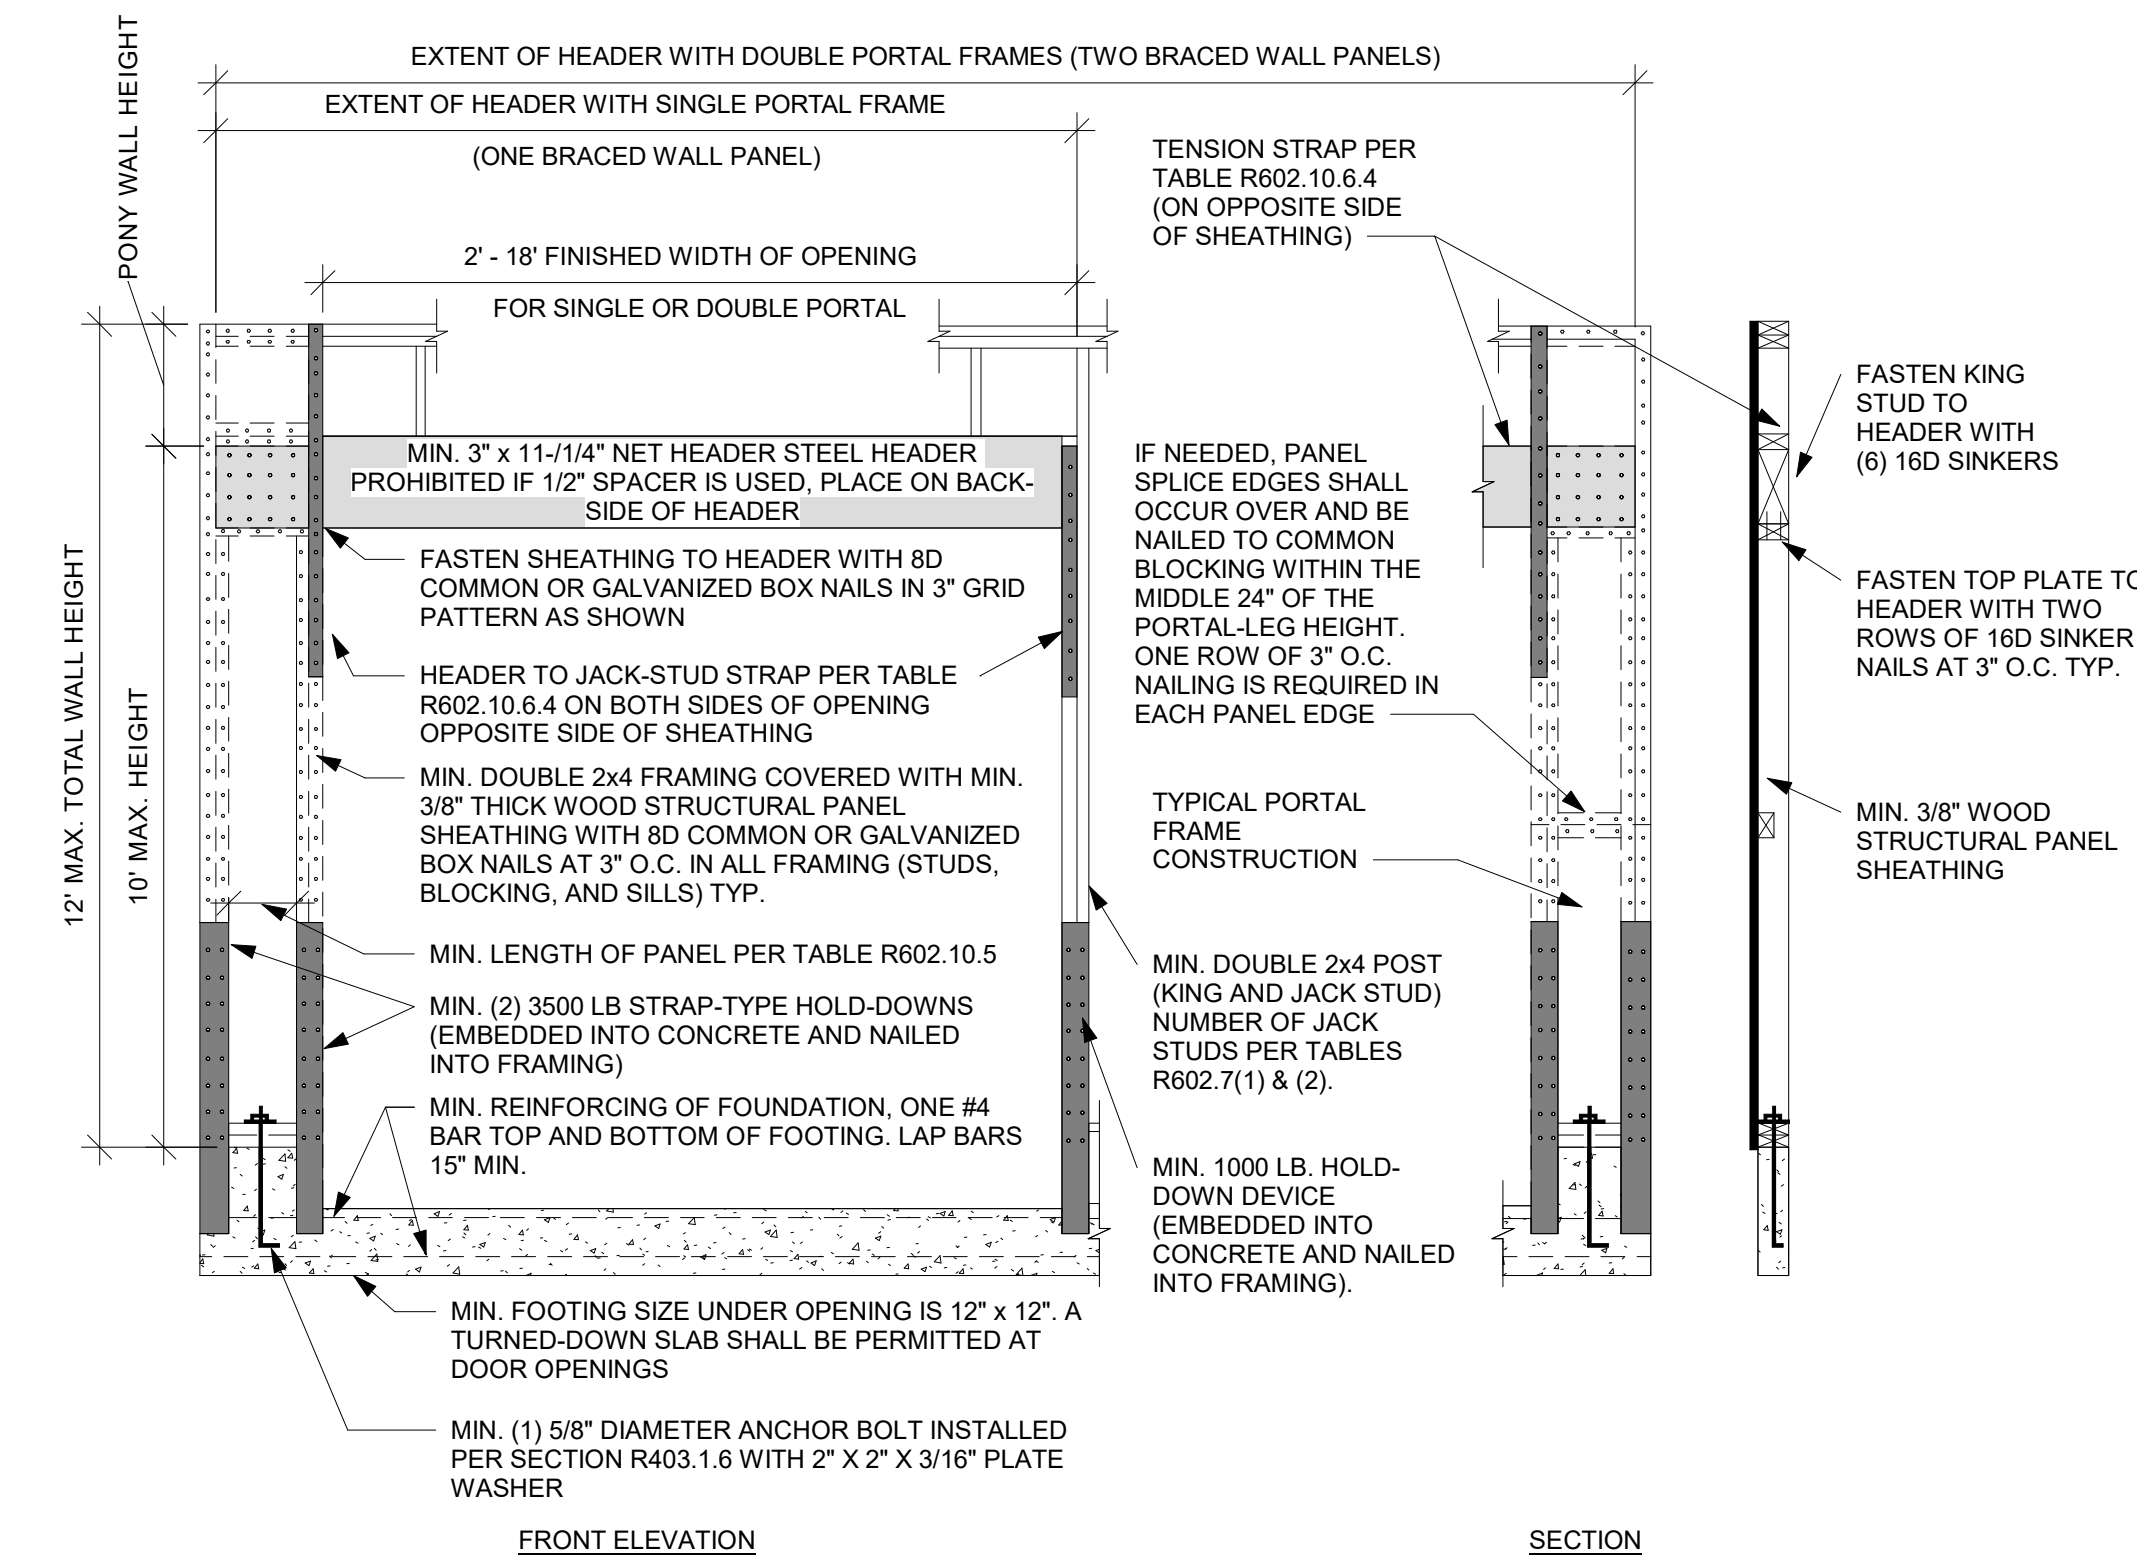 EXTENT OF HEADER WITH DOUBLE PORTAL FRAMES (TWO BRACED WALL PANELS)
EXTENT OF HEADER WITH SINGLE PORTAL FRAME
(ONE BRACED WALL PANEL)
2' - 18' FINISHED WIDTH OF OPENING
FOR SINGLE OR DOUBLE PORTAL
PONY WALL HEIGHT
12' MAX. TOTAL WALL HEIGHT
10' MAX. HEIGHT
MIN. 3" x 11-/1/4" NET HEADER STEEL HEADER
PROHIBITED IF 1/2" SPACER IS USED, PLACE ON BACK-
SIDE OF HEADER
FASTEN SHEATHING TO HEADER WITH 8D
COMMON OR GALVANIZED BOX NAILS IN 3" GRID
PATTERN AS SHOWN
HEADER TO JACK-STUD STRAP PER TABLE
R602.10.6.4 ON BOTH SIDES OF OPENING
OPPOSITE SIDE OF SHEATHING
MIN. DOUBLE 2x4 FRAMING COVERED WITH MIN.
3/8" THICK WOOD STRUCTURAL PANEL
SHEATHING WITH 8D COMMON OR GALVANIZED
BOX NAILS AT 3" O.C. IN ALL FRAMING (STUDS,
BLOCKING, AND SILLS) TYP.
MIN. LENGTH OF PANEL PER TABLE R602.10.5
MIN. (2) 3500 LB STRAP-TYPE HOLD-DOWNS
(EMBEDDED INTO CONCRETE AND NAILED
INTO FRAMING)
MIN. REINFORCING OF FOUNDATION, ONE #4
BAR TOP AND BOTTOM OF FOOTING. LAP BARS
15" MIN.
MIN. FOOTING SIZE UNDER OPENING IS 12" x 12". A
TURNED-DOWN SLAB SHALL BE PERMITTED AT
DOOR OPENINGS
MIN. (1) 5/8" DIAMETER ANCHOR BOLT INSTALLED
PER SECTION R403.1.6 WITH 2" X 2" X 3/16" PLATE
WASHER
FRONT ELEVATION
TENSION STRAP PER
TABLE R602.10.6.4
(ON OPPOSITE SIDE
OF SHEATHING)
IF NEEDED, PANEL
SPLICE EDGES SHALL
OCCUR OVER AND BE
NAILED TO COMMON
BLOCKING WITHIN THE
MIDDLE 24" OF THE
PORTAL-LEG HEIGHT.
ONE ROW OF 3" O.C.
NAILING IS REQUIRED IN
EACH PANEL EDGE
TYPICAL PORTAL
FRAME
CONSTRUCTION
MIN. DOUBLE 2x4 POST
(KING AND JACK STUD)
NUMBER OF JACK
STUDS PER TABLES
R602.7(1) & (2).
MIN. 1000 LB. HOLD-
DOWN DEVICE
(EMBEDDED INTO
CONCRETE AND NAILED
INTO FRAMING).
FASTEN KING
STUD TO
HEADER WITH
(6) 16D SINKERS
FASTEN TOP PLATE TO
HEADER WITH TWO
ROWS OF 16D SINKER
NAILS AT 3" O.C. TYP.
MIN. 3/8" WOOD
STRUCTURAL PANEL
SHEATHING
SECTION